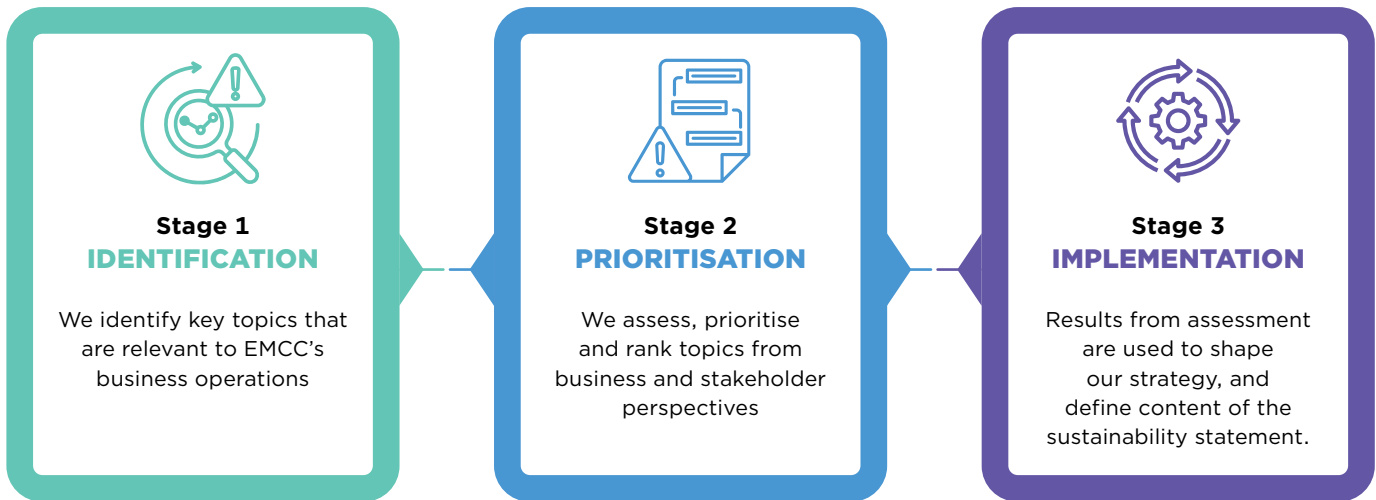 Stage 1
IDENTIFICATION
We identify key topics that
are relevant to EMCC’s
business operations
Stage 2
PRIORITISATION
We assess, prioritise
and rank topics from
business and stakeholder
perspectives
Stage 3
IMPLEMENTATION
Results from assessment
are used to shape
our strategy, and
define content of the
sustainability statement.